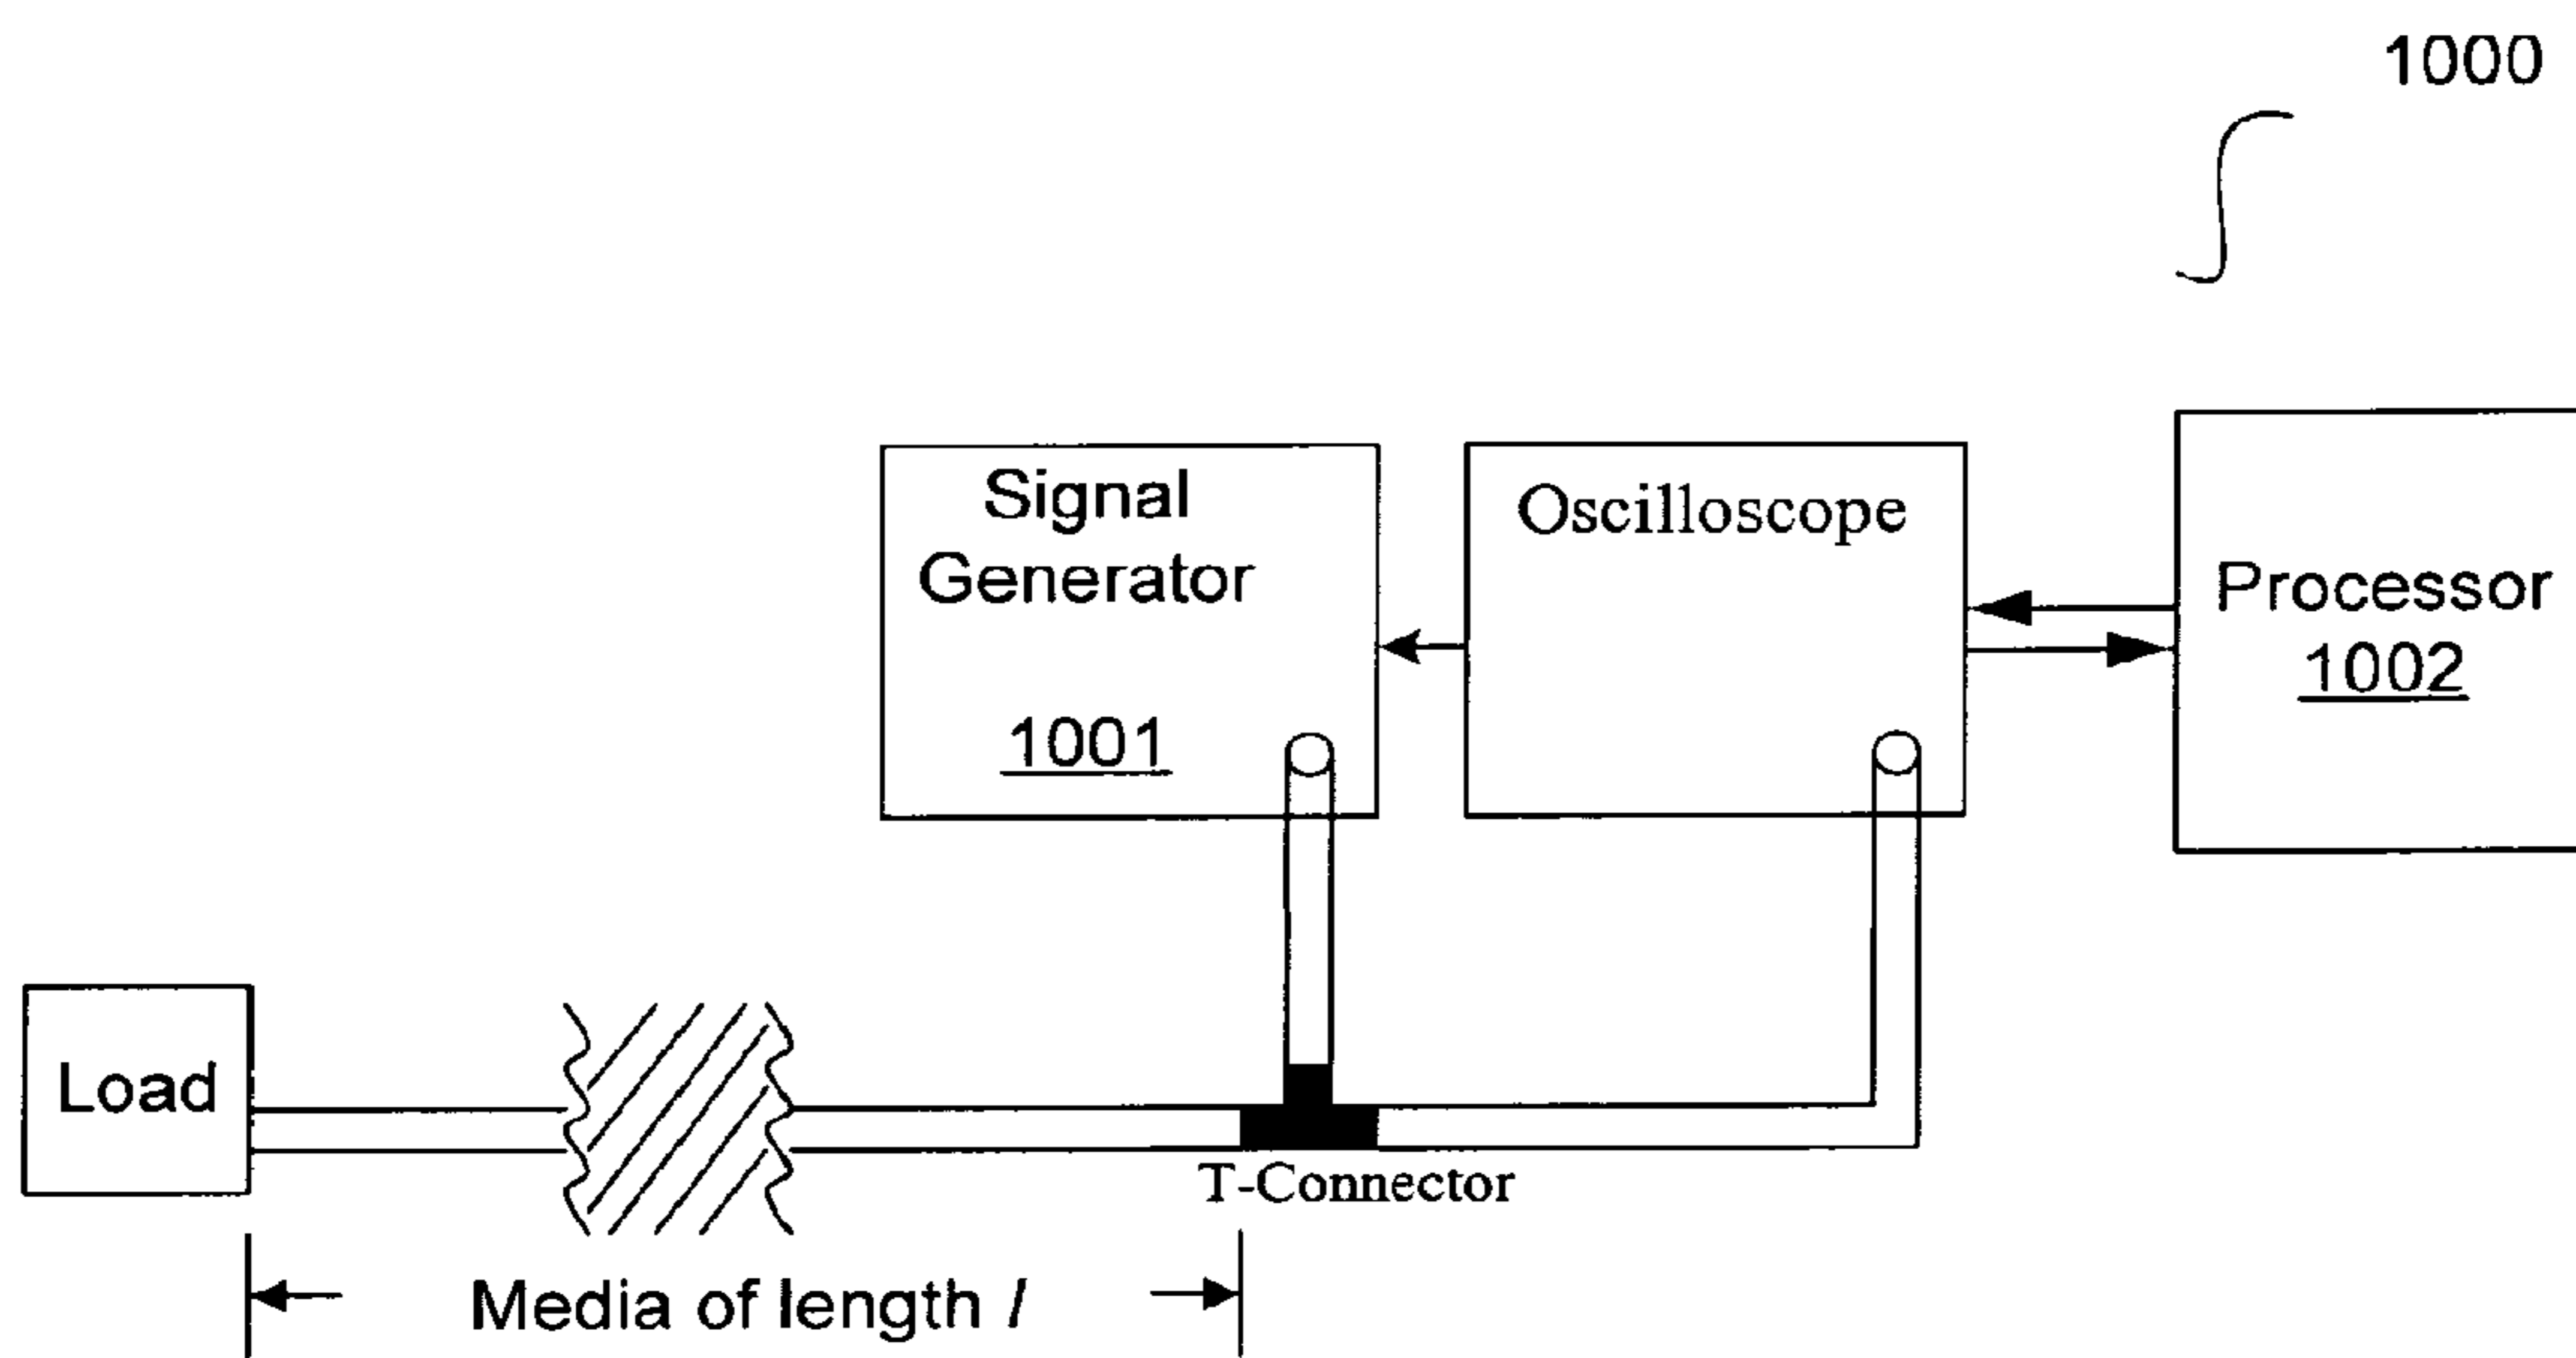 1000
Signal
Generator
1001
Oscilloscope
Processor
1002
Load
T-Connector
Media of length l